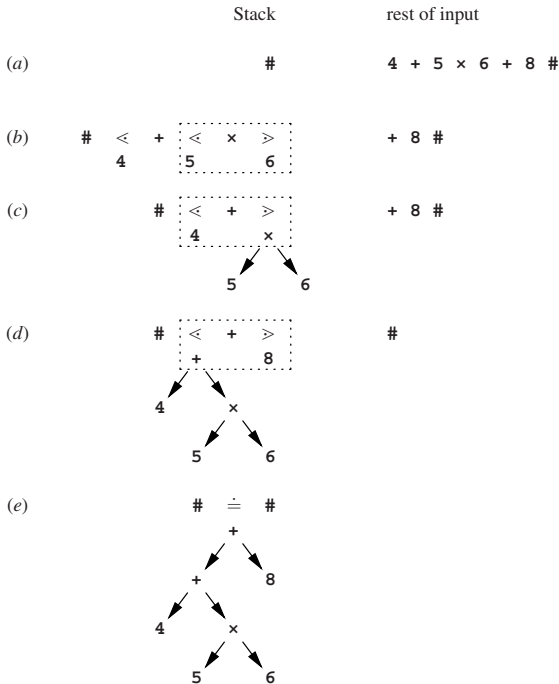 Stack rest of input
(a) # 4 + 5 × 6 + 8 #
(b) # ⋖ + ⋖ × ⋗ + 8 #
4 5 6
(c) # ⋖ + ⋗ + 8 #
4 ×
5 6
(d) # ⋖ + ⋗ #
+ 8
4 ×
5 6
(e) # ≐ #
+
+ 8
4 ×
5 6